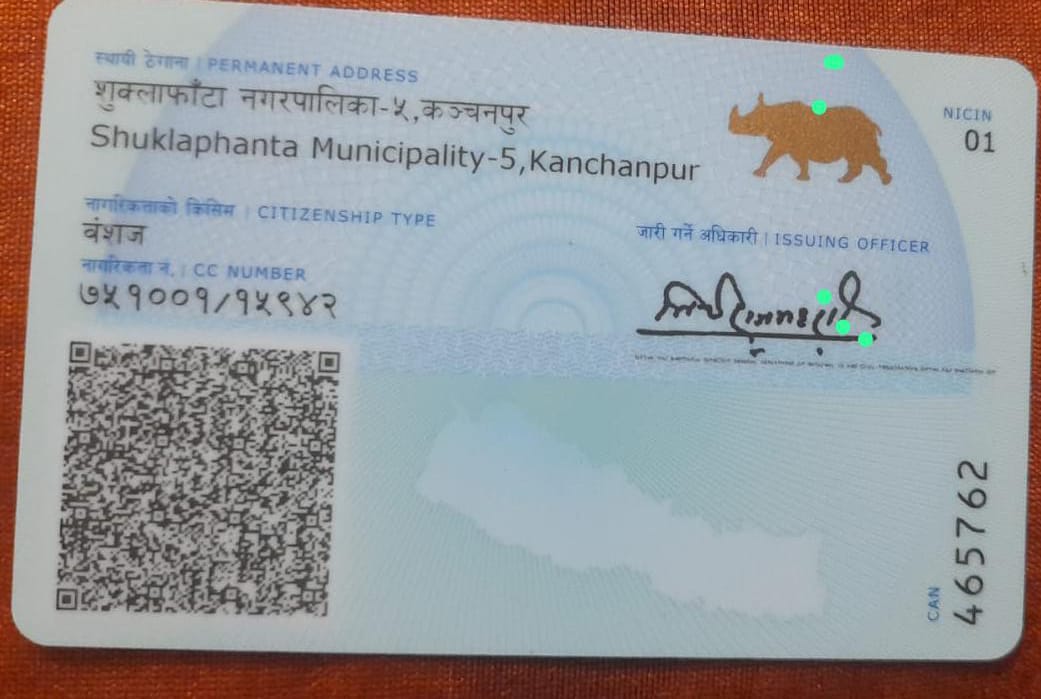 स्थायी ठेगाना | PERMANENT ADDRESS
शुक्लाफाँटा नगरपालिका-५,कञ्चनपुर
Shuklaphanta Municipality-5,Kanchanpur
NICIN
01
नागरिकताको किसिम | CITIZENSHIP TYPE
वंशज
जारी गर्ने अधिकारी | ISSUING OFFICER
नागरिकता नं. | CC NUMBER
७५१००१/१५९४२
CAN
465762